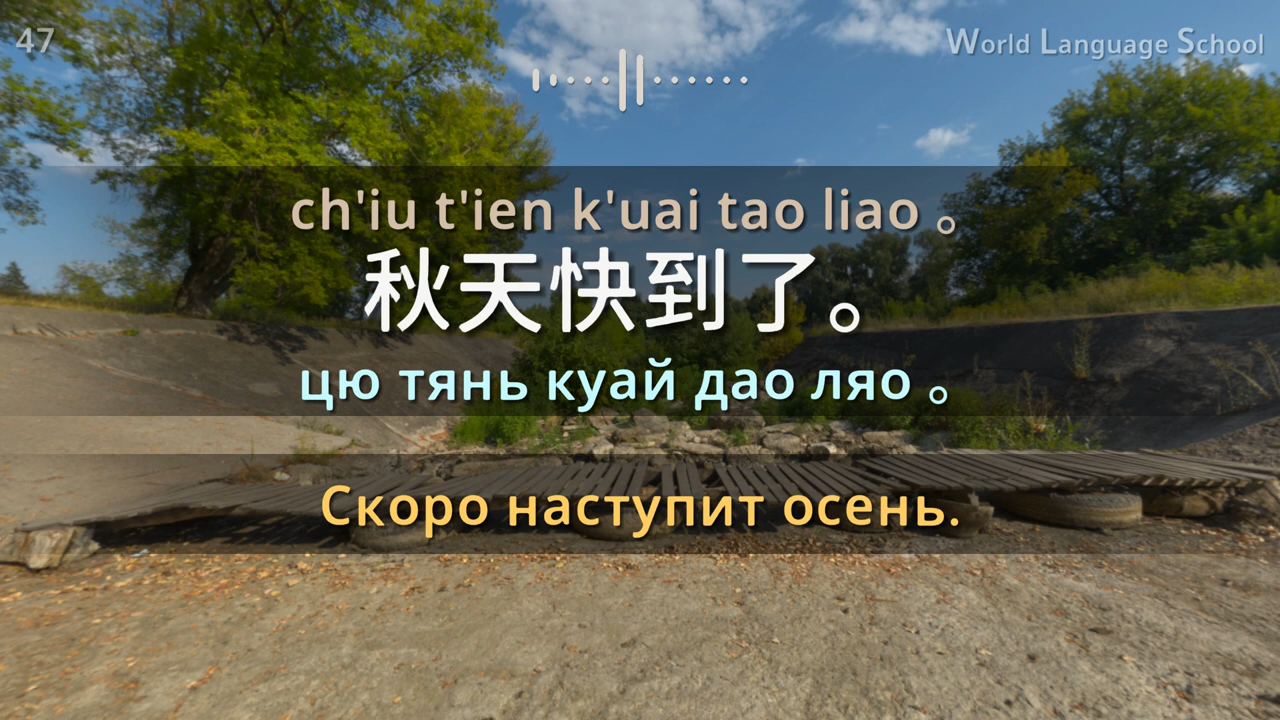 47
World Language School
ch'iu t'ien k'uai tao liao 。
秋天快到了。
цю тянь куай дао ляо 。
Скоро наступит осень.